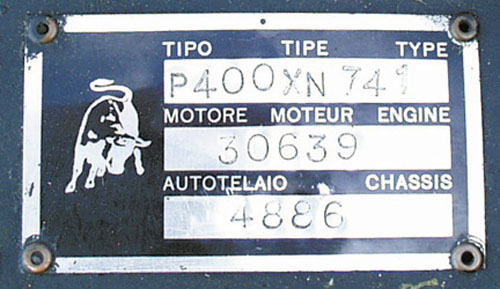 TIPO TIPE TYPE
P400XN 741
MOTORE MOTEUR ENGINE
30639
AUTOTELAIO CHASSIS
4886